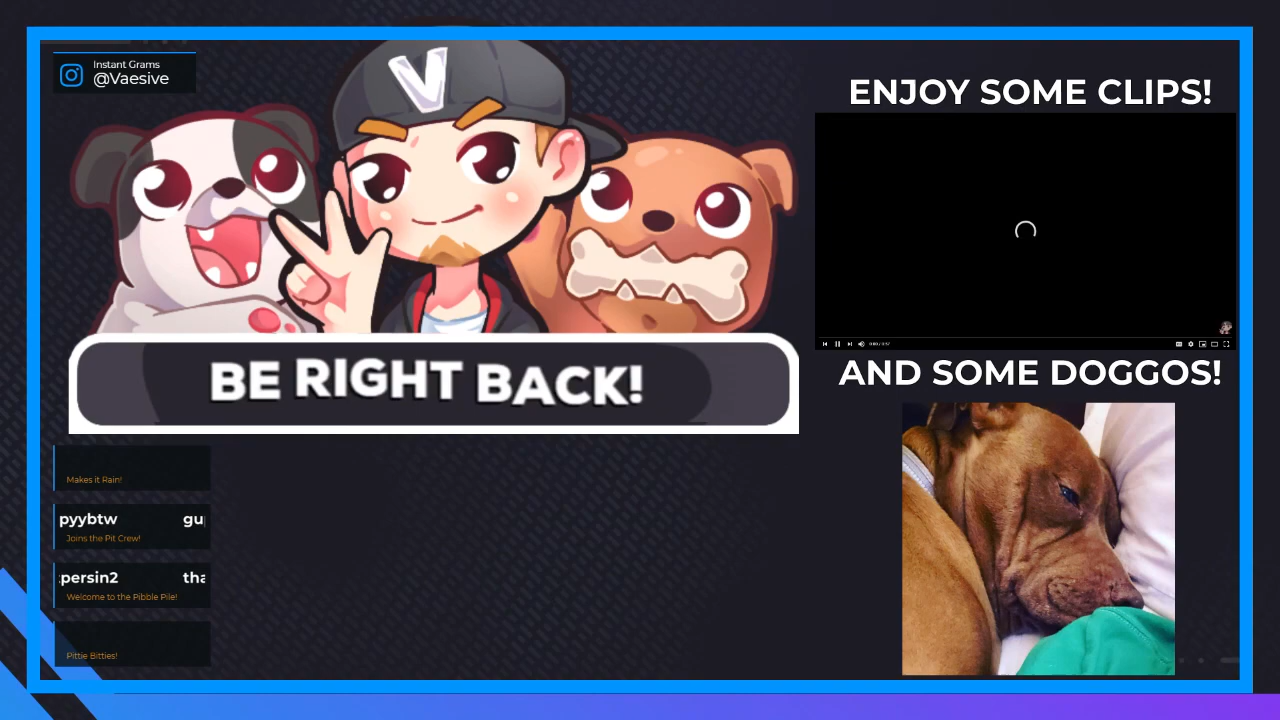 Instant Grams
@Vaesive
V
BE RIGHT BACK!
ENJOY SOME CLIPS!
AND SOME DOGGOS!
Makes it Rain!
pyybtw
Joins the Pit Crew!
persin2 tha
Welcome to the Pibble Pile!
Pittie Bitties!